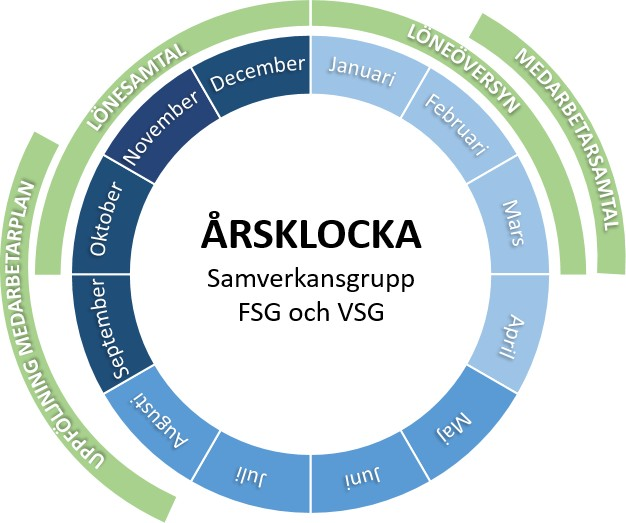 ÅRSKLOCKA
Samverkansgrupp
FSG och VSG
Januari
Februari
Mars
April
Maj
Juni
Juli
Augusti
September
Oktober
November
December
LÖNEÖVERSYN
MEDARBETARSAMTAL
UPPFÖLJNING MEDARBETARPLAN
LÖNESAMTAL